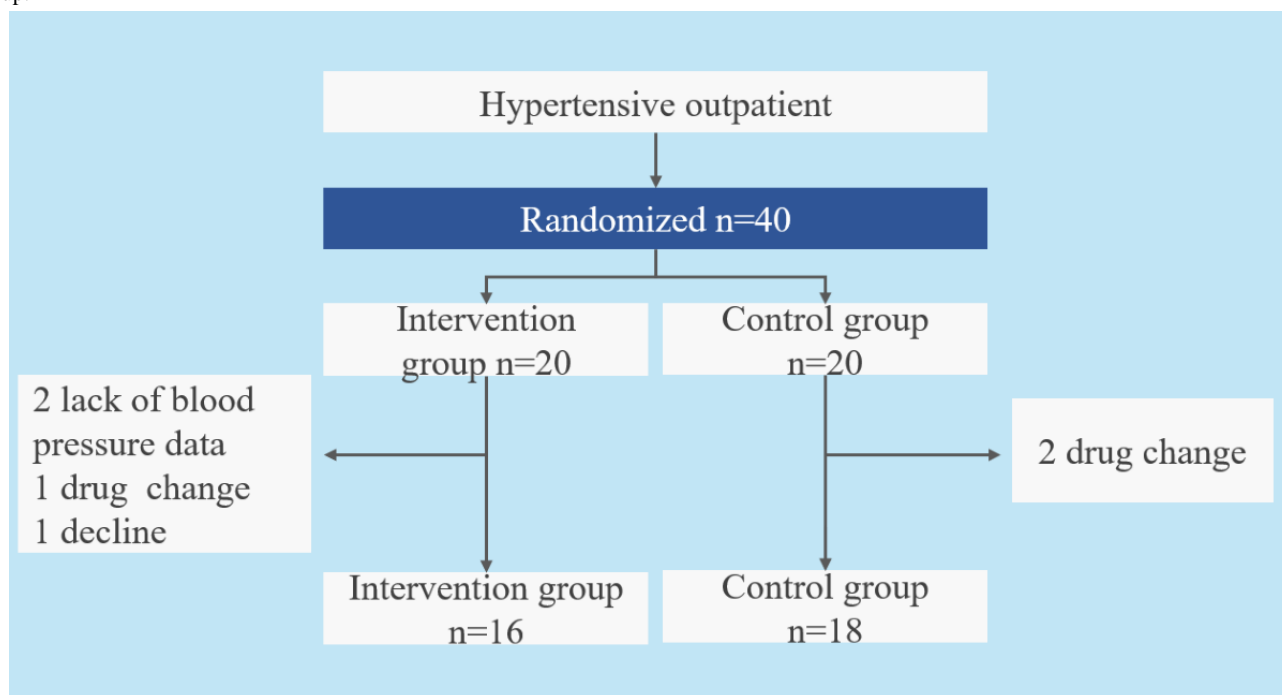 Hypertensive outpatient
Randomized n=40
Intervention
group n=20
Control group
n=20
2 lack of blood
pressure data
1 drug  change
1 decline
2 drug change
Intervention group
n=16
Control group
n=18